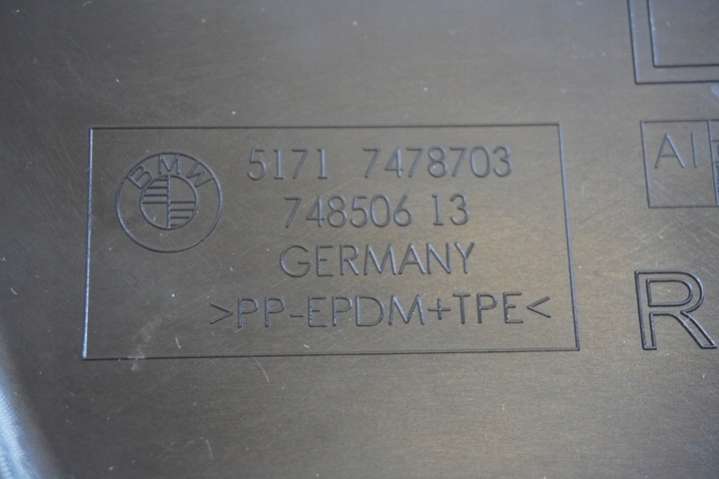 BMW
5171 7478703
748506 13
GERMANY
>PP-EPDM+TPE<
AI
R